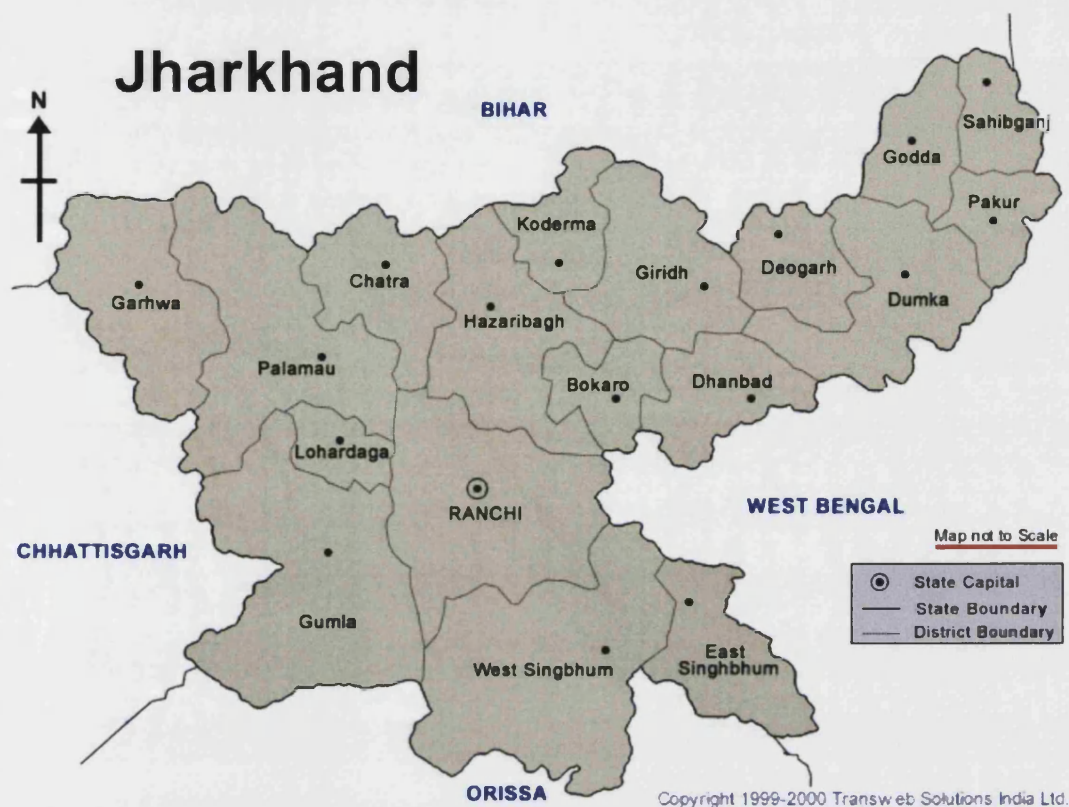 Jharkhand
N
BIHAR
Sahibganj
Godda
Pakur
Koderma
Chatra
Giridh
Deogarh
Garhwa
Dumka
Hazaribagh
Palamau
Bokaro
Dhanbad
Lohardaga
RANCHI
WEST BENGAL
Map not to Scale
CHHATTISGARH
State Capital
State Boundary
District Boundary
Gumla
West Singbhum
East
Singhbhum
ORISSA
Copyright 1999-2000 Transweb Solutions India Ltd.